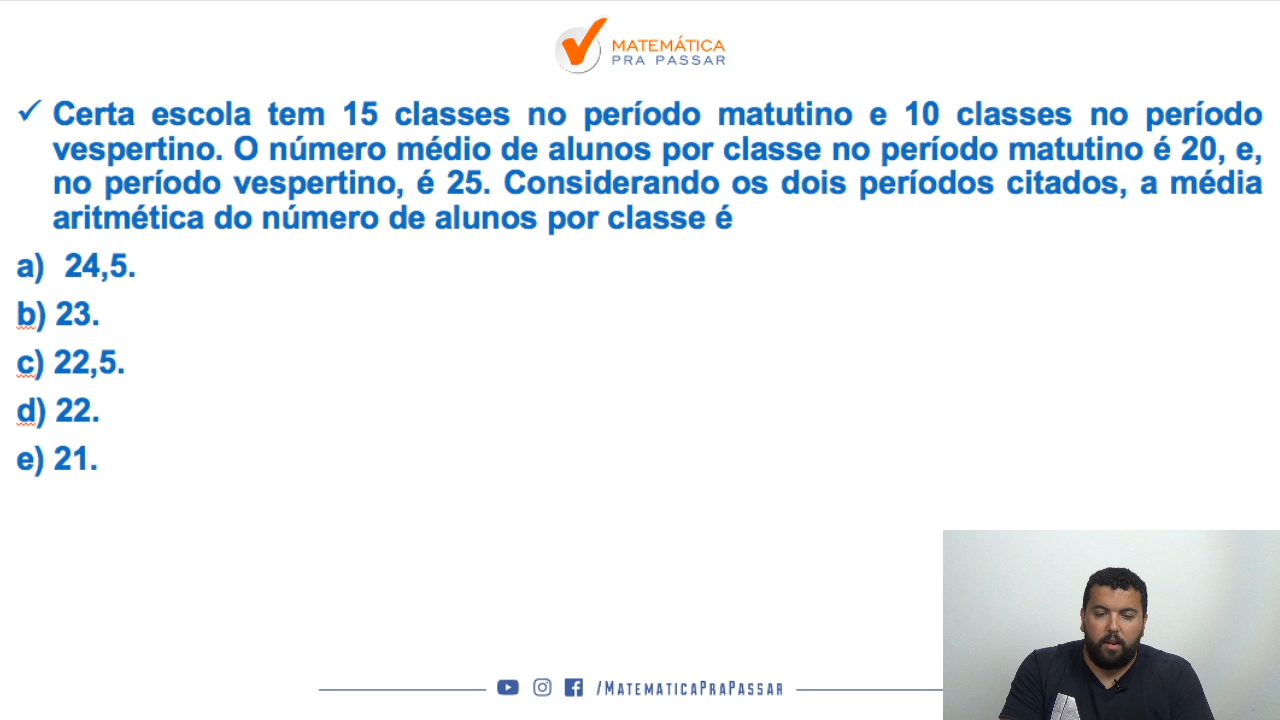 MATEMÁTICA
PRA PASSAR
✓ Certa escola tem 15 classes no período matutino e 10 classes no período
vespertino. O número médio de alunos por classe no período matutino é 20, e,
no período vespertino, é 25. Considerando os dois períodos citados, a média
aritmética do número de alunos por classe é
a) 24,5.
b) 23.
c) 22,5.
d) 22.
e) 21.
/MATEMATICAPRAPASSAR